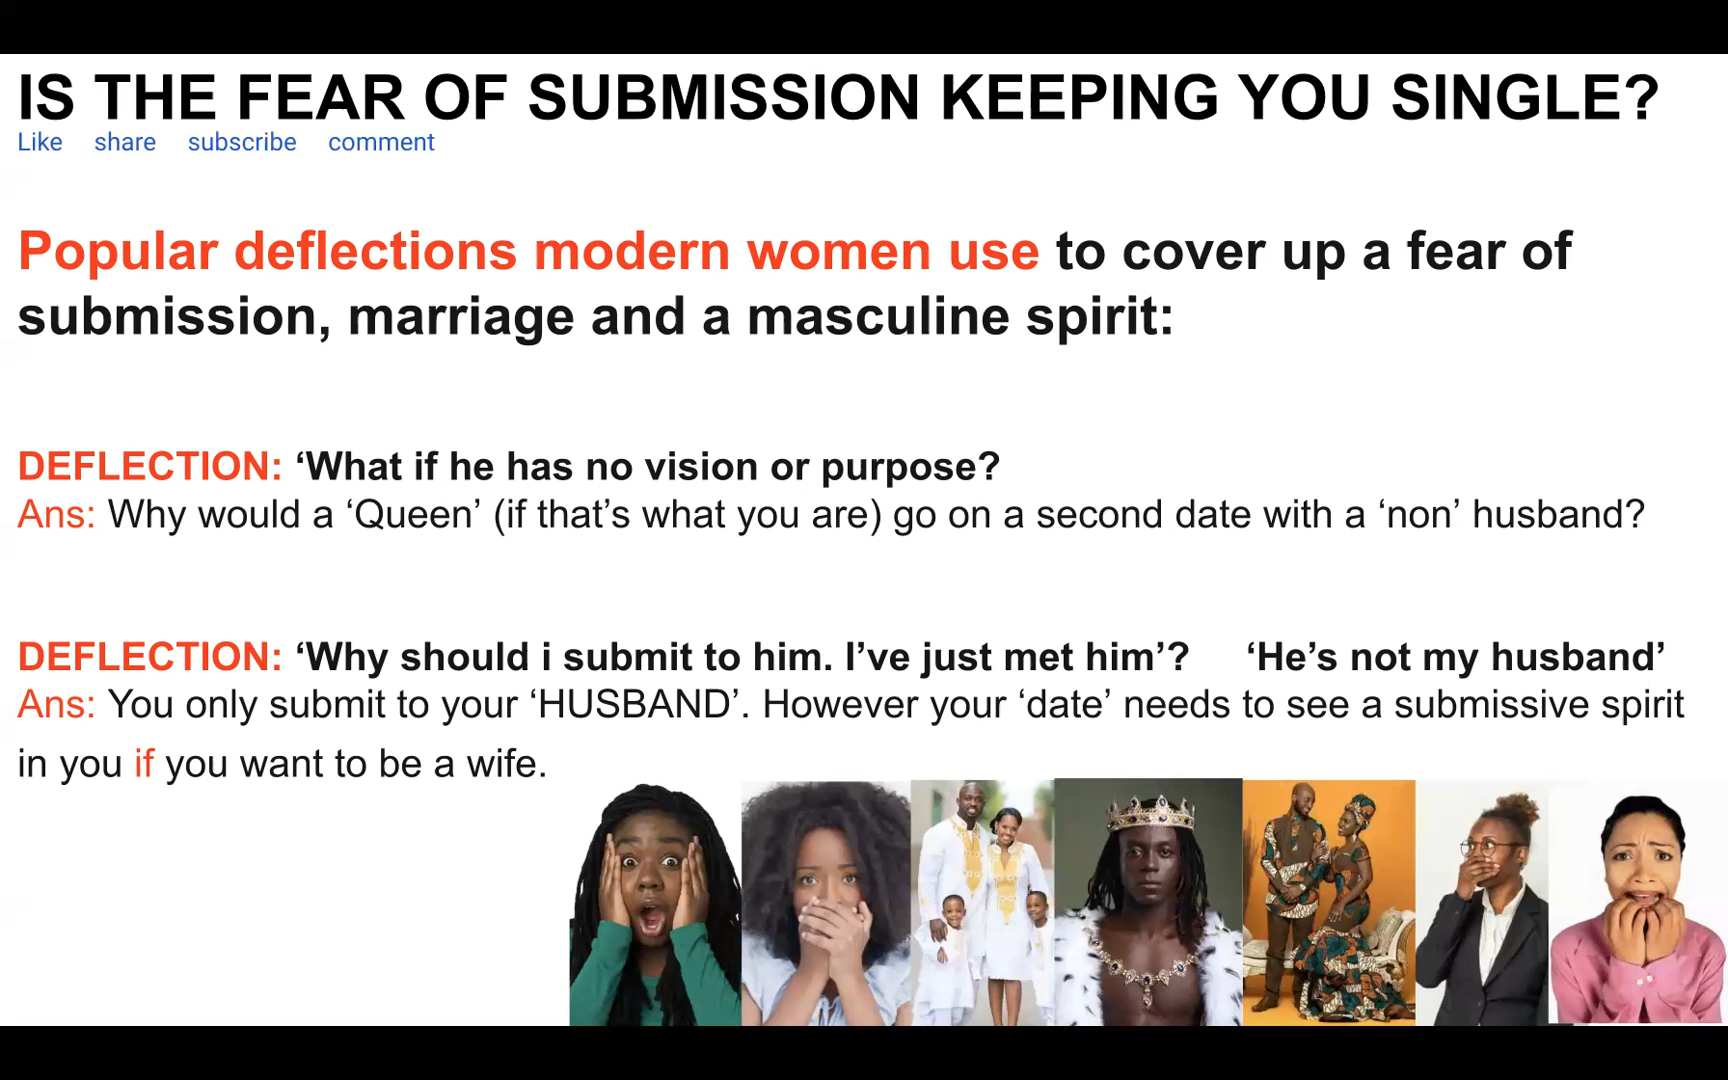 IS THE FEAR OF SUBMISSION KEEPING YOU SINGLE?
Like share subscribe comment
Popular deflections modern women use to cover up a fear of
submission, marriage and a masculine spirit:
DEFLECTION: ‘What if he has no vision or purpose?
Ans: Why would a ‘Queen’ (if that’s what you are) go on a second date with a ‘non’ husband?
DEFLECTION: ‘Why should i submit to him. I’ve just met him’? ‘He’s not my husband’
Ans: You only submit to your ‘HUSBAND’. However your ‘date’ needs to see a submissive spirit
in you if you want to be a wife.